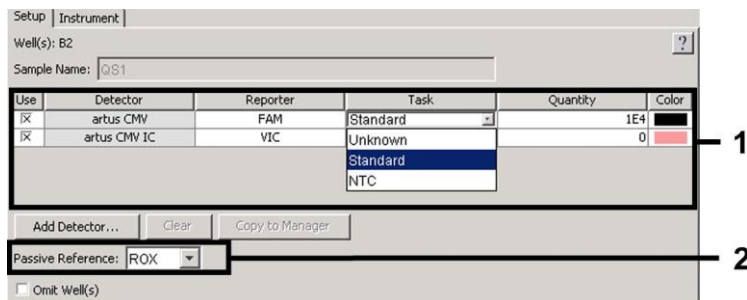 Setup Instrument
Well(s): B2
?
Sample Name: QS1
Use Detector Reporter Task Quantity Color
artus CMV FAM Standard 1E4
artus CMV IC VIC Unknown 0
Standard
NTC
1
Add Detector... Clear Copy to Manager
Passive Reference: ROX
2
Omit Well(s)